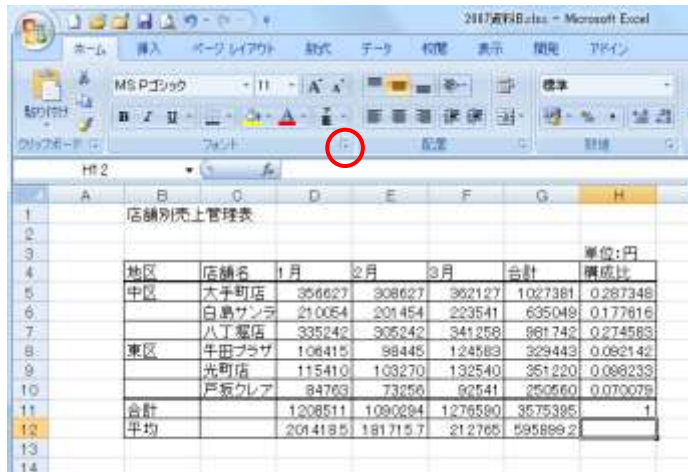 2007資料B.xlsx - Microsoft Excel
ホーム 挿入 ページ レイアウト 数式 データ 校閲 表示 開発 アドイン
MS Pゴシック 11 A A 標準
貼り付け B I U A %
クリップボード フォント 配置 数値
H12 fx
A B C D E F G H
1 店舗別売上管理表
2
3 単位:円
4 地区 店舗名 1月 2月 3月 合計 構成比
5 中区 大手町店 356627 308627 362127 1027381 0.287348
6 白島サンラ 210054 201454 223541 635049 0.177616
7 八丁堀店 335242 305242 341258 981742 0.274583
8 東区 牛田プラザ 106415 98445 124583 329443 0.092142
9 光町店 115410 103270 132540 351220 0.098233
10 戸坂クレア 84763 73256 92541 250560 0.070079
11 合計 1208511 1090294 1276590 3575395 1
12 平均 201418.5 181715.7 212765 595899.2
13
14